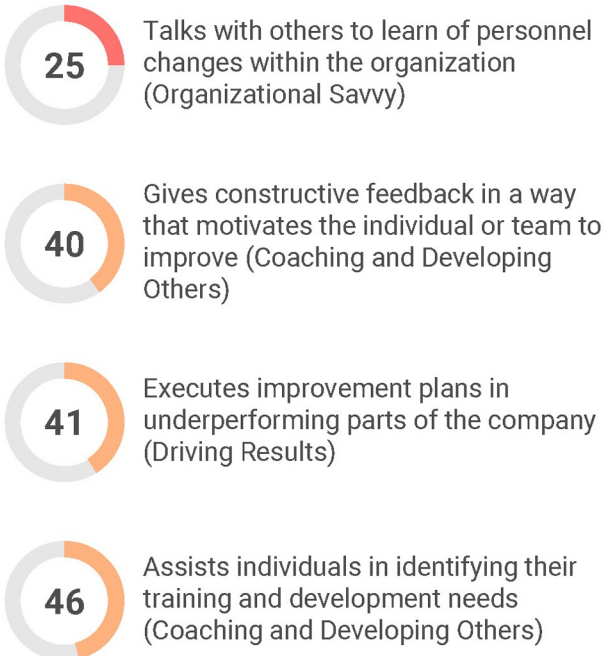 25
Talks with others to learn of personnel
changes within the organization
(Organizational Savvy)
40
Gives constructive feedback in a way
that motivates the individual or team to
improve (Coaching and Developing
Others)
41
Executes improvement plans in
underperforming parts of the company
(Driving Results)
46
Assists individuals in identifying their
training and development needs
(Coaching and Developing Others)